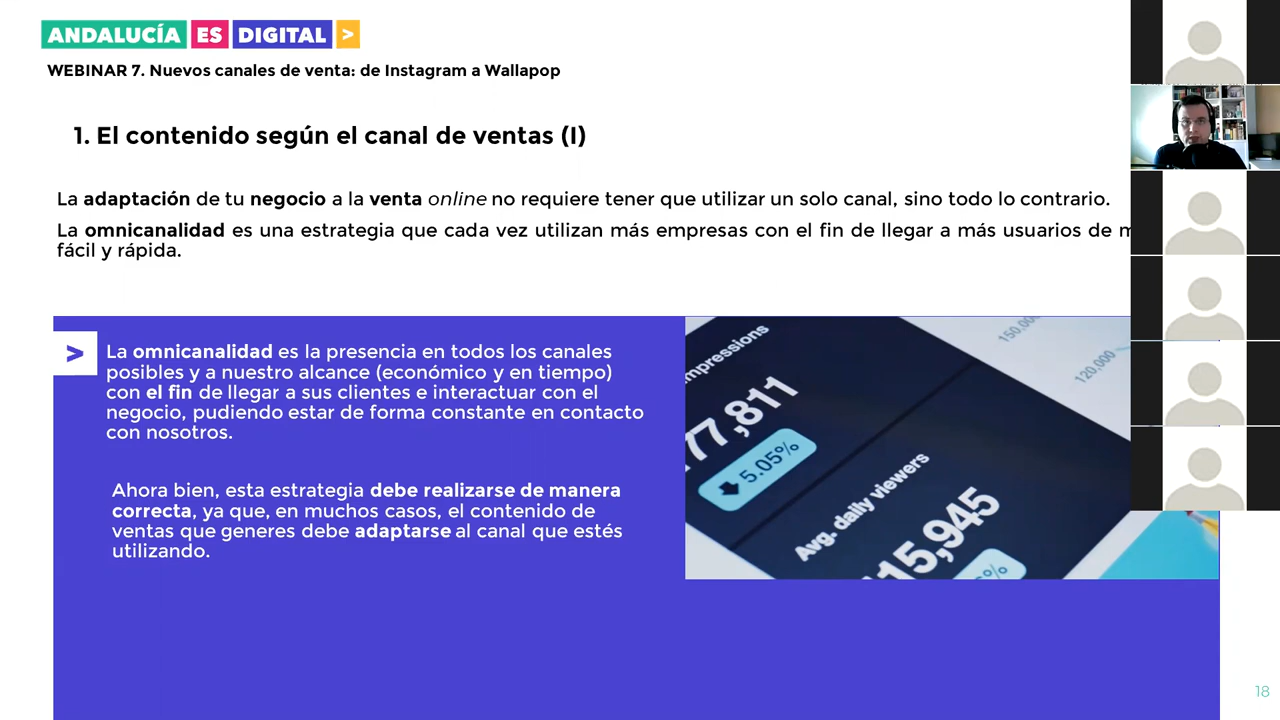 ANDALUCÍA ES DIGITAL >
WEBINAR 7. Nuevos canales de venta: de Instagram a Wallapop
1. El contenido según el canal de ventas (I)
La adaptación de tu negocio a la venta online no requiere tener que utilizar un solo canal, sino todo lo contrario.
La omnicanalidad es una estrategia que cada vez utilizan más empresas con el fin de llegar a más usuarios de
fácil y rápida.
>
La omnicanalidad es la presencia en todos los canales
posibles y a nuestro alcance (económico y en tiempo)
con el fin de llegar a sus clientes e interactuar con el
negocio, pudiendo estar de forma constante en contacto
con nosotros.
Ahora bien, esta estrategia debe realizarse de manera
correcta, ya que, en muchos casos, el contenido de
ventas que generes debe adaptarse al canal que estés
utilizando.
mpressions
77,811
5.05%
Avg. daily viewers
15,945
%
150,000
120,000
18